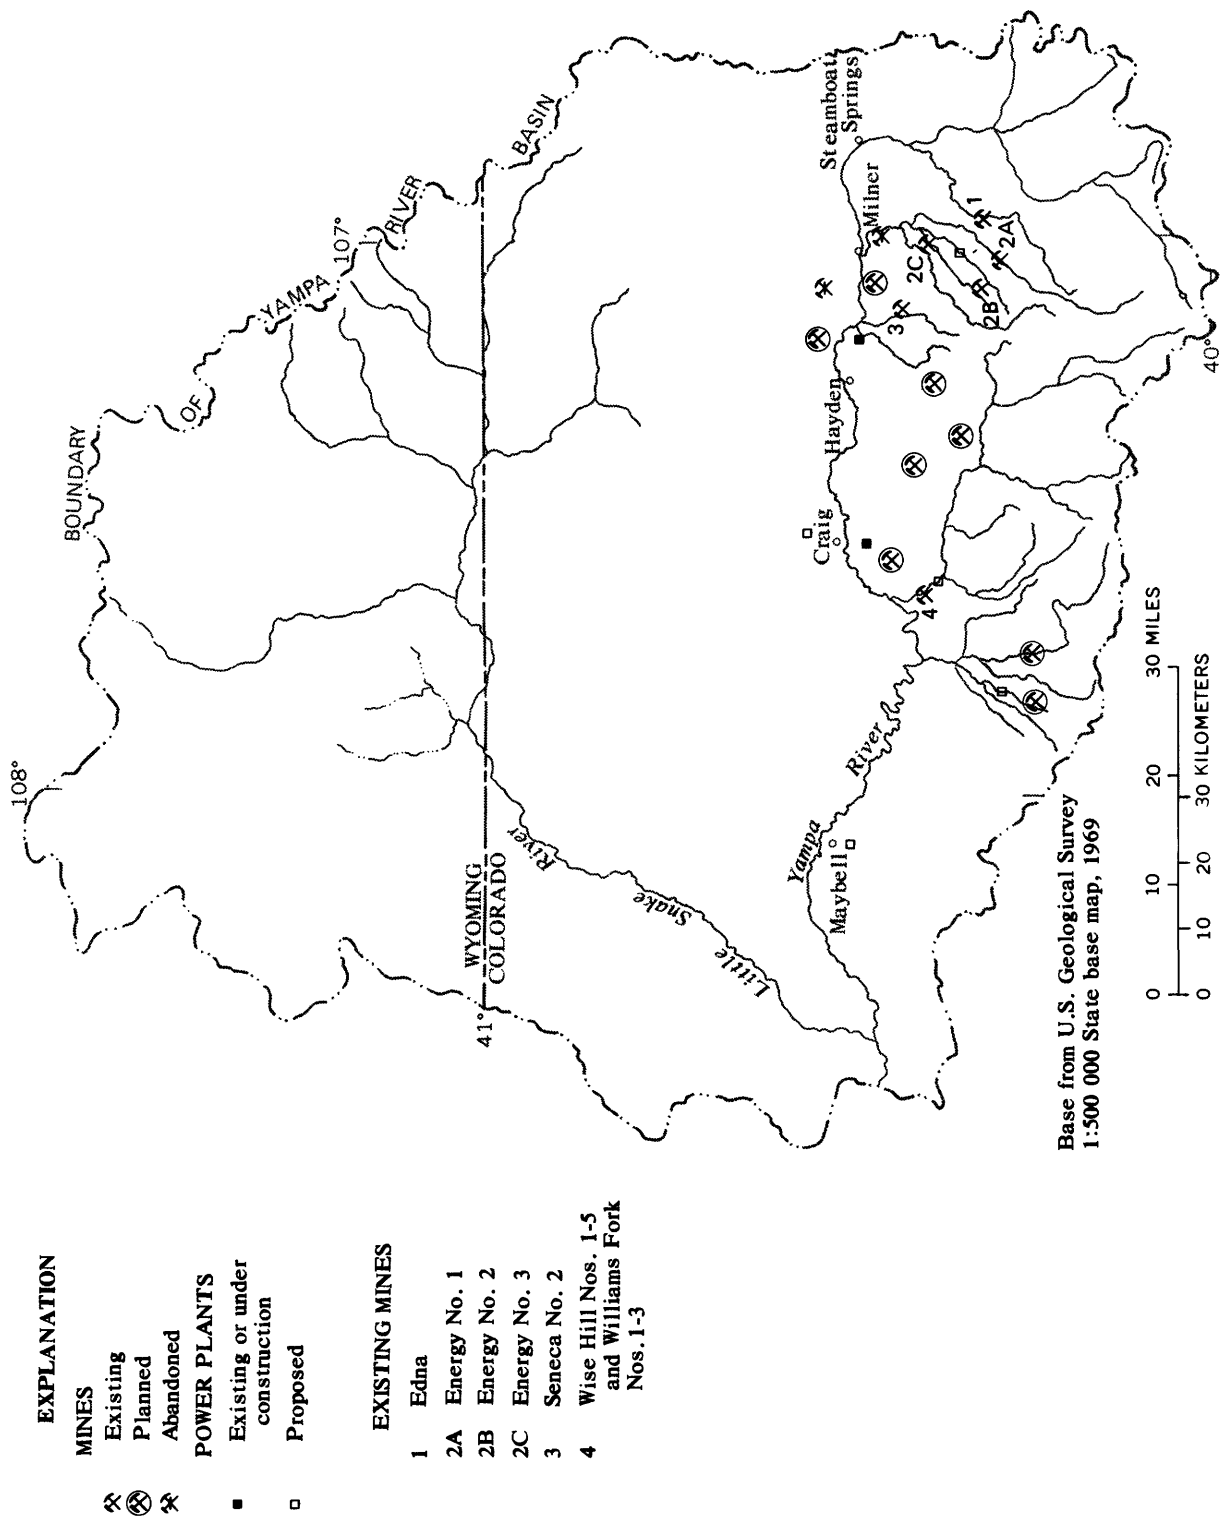 EXPLANATION
MINES
Existing
Planned
Abandoned
POWER PLANTS
Existing or under
construction
Proposed
EXISTING MINES
1 Edna
2A Energy No. 1
2B Energy No. 2
2C Energy No. 3
3 Seneca No. 2
4 Wise Hill Nos. 1-5
and Williams Fork
Nos.1-3
108°
BOUNDARY
OF
YAMPA
107°
RIVER
BASIN
41°
WYOMING
COLORADO
Little
Snake
River
Yampa
River
Maybell
Craig
Hayden
Milner
Steamboat
Springs
4
3
2C
2B
2A
1
40°
Base from U.S. Geological Survey
1:500 000 State base map, 1969
0 10 20 30 MILES
0 10 20 30 KILOMETERS